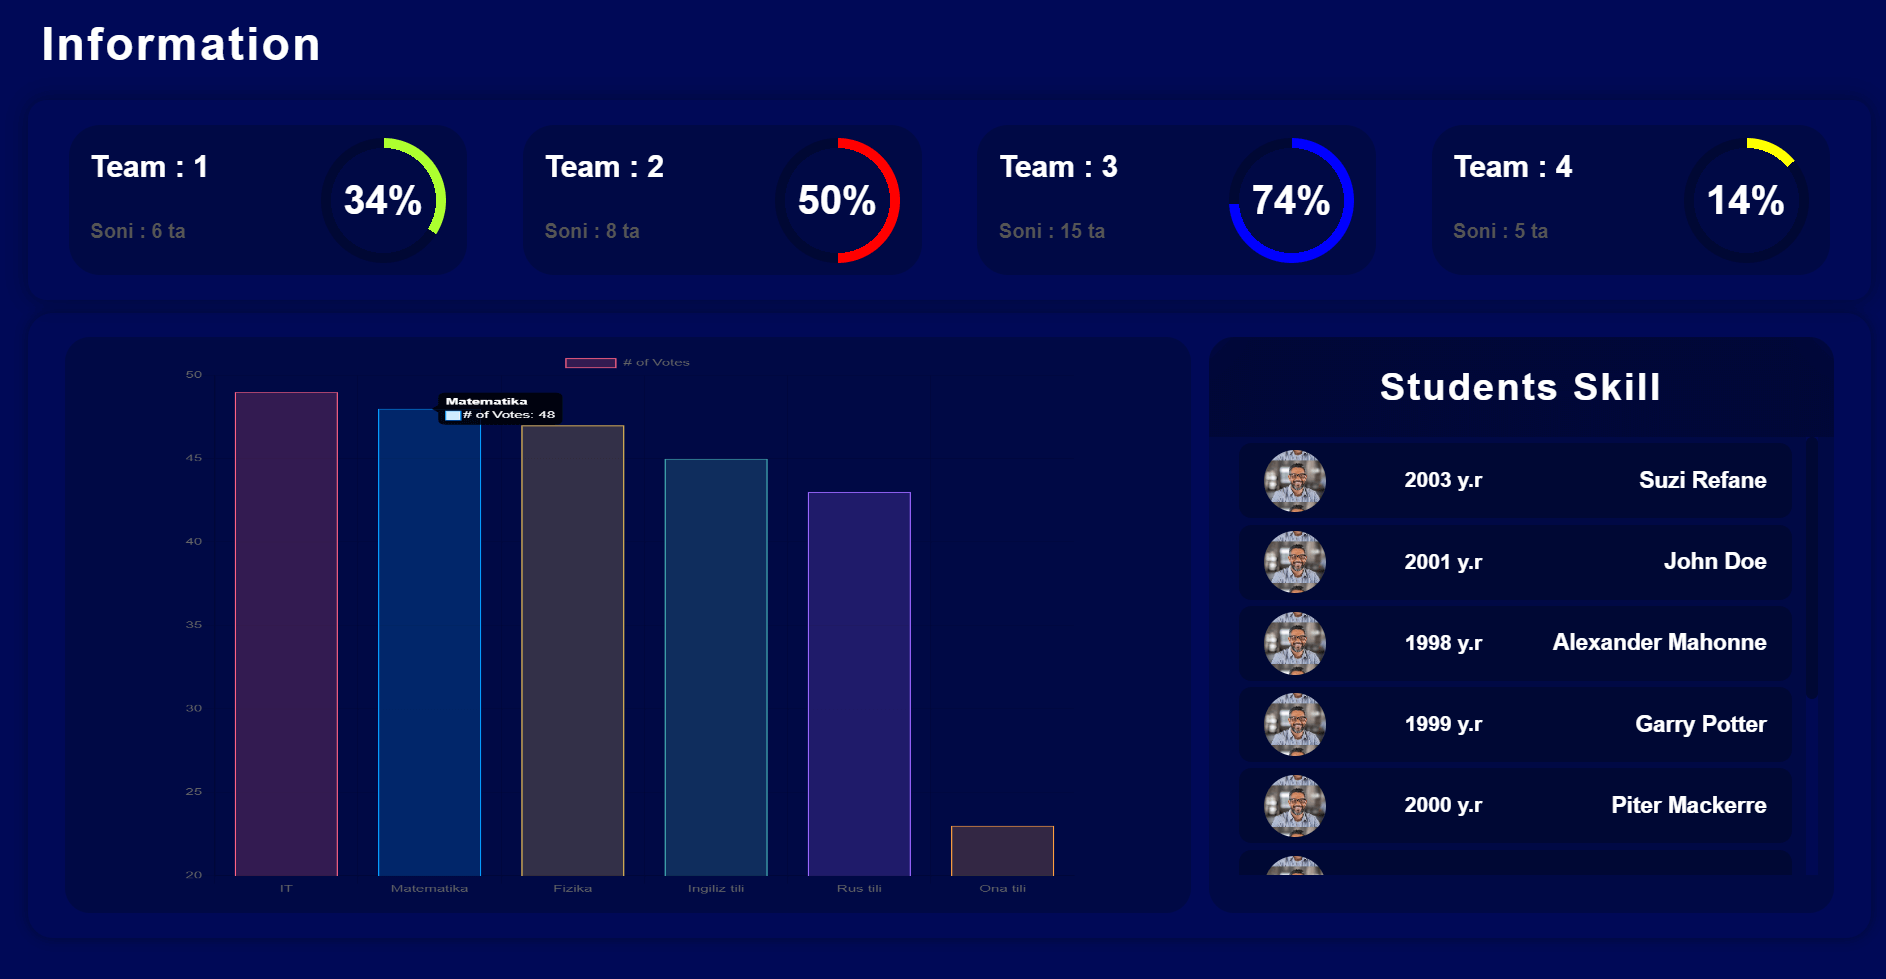 Information
Team : 1
Soni : 6 ta
34%
Team : 2
Soni : 8 ta
50%
Team : 3
Soni : 15 ta
74%
Team : 4
Soni : 5 ta
14%
# of Votes
50
45
40
35
30
25
20
Matematika
# of Votes: 48
IT
Matematika
Fizika
Ingiliz tili
Rus tili
Ona tili
Students Skill
2003 y.r
Suzi Refane
2001 y.r
John Doe
1998 y.r
Alexander Mahonne
1999 y.r
Garry Potter
2000 y.r
Piter Mackerre